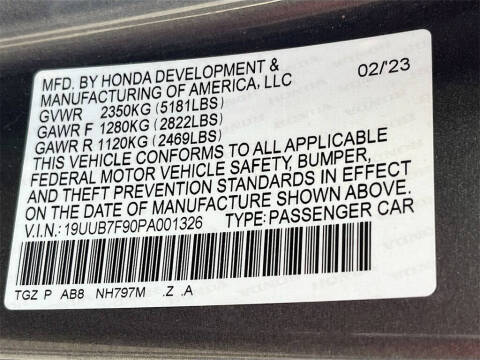 MFD. BY HONDA DEVELOPMENT &
MANUFACTURING OF AMERICA, LLC 02/'23
GVWR 2350KG (5181LBS)
GAWR F 1280KG (2822LBS)
GAWR R 1120KG (2469LBS)
THIS VEHICLE CONFORMS TO ALL APPLICABLE
FEDERAL MOTOR VEHICLE SAFETY, BUMPER,
AND THEFT PREVENTION STANDARDS IN EFFECT
ON THE DATE OF MANUFACTURE SHOWN ABOVE.
V.I.N.: 19UUB7F90PA001326 TYPE: PASSENGER CAR
TGZ P AB8 NH797M .Z .A